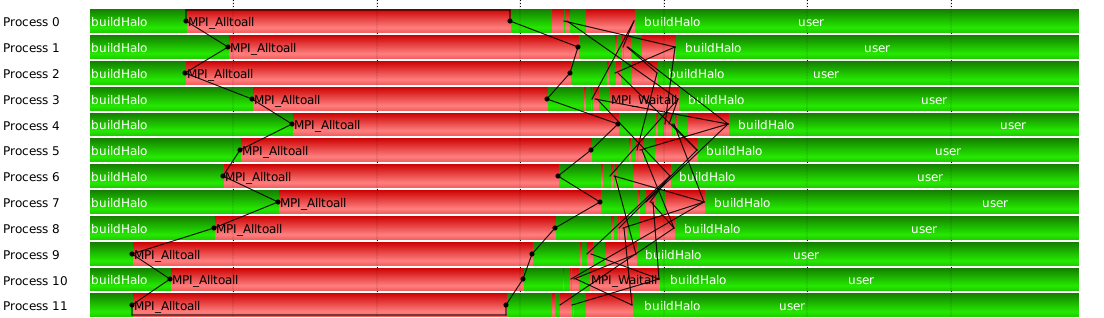 Process 0 buildHalo MPI_Alltoall buildHalo user
Process 1 buildHalo MPI_Alltoall buildHalo user
Process 2 buildHalo MPI_Alltoall buildHalo user
Process 3 buildHalo MPI_Alltoall MPI_Waitall buildHalo user
Process 4 buildHalo MPI_Alltoall buildHalo user
Process 5 buildHalo MPI_Alltoall buildHalo user
Process 6 buildHalo MPI_Alltoall buildHalo user
Process 7 buildHalo MPI_Alltoall buildHalo user
Process 8 buildHalo MPI_Alltoall buildHalo user
Process 9 MPI_Alltoall buildHalo user
Process 10 buildHalo MPI_Alltoall MPI_Waitall buildHalo user
Process 11 MPI_Alltoall buildHalo user